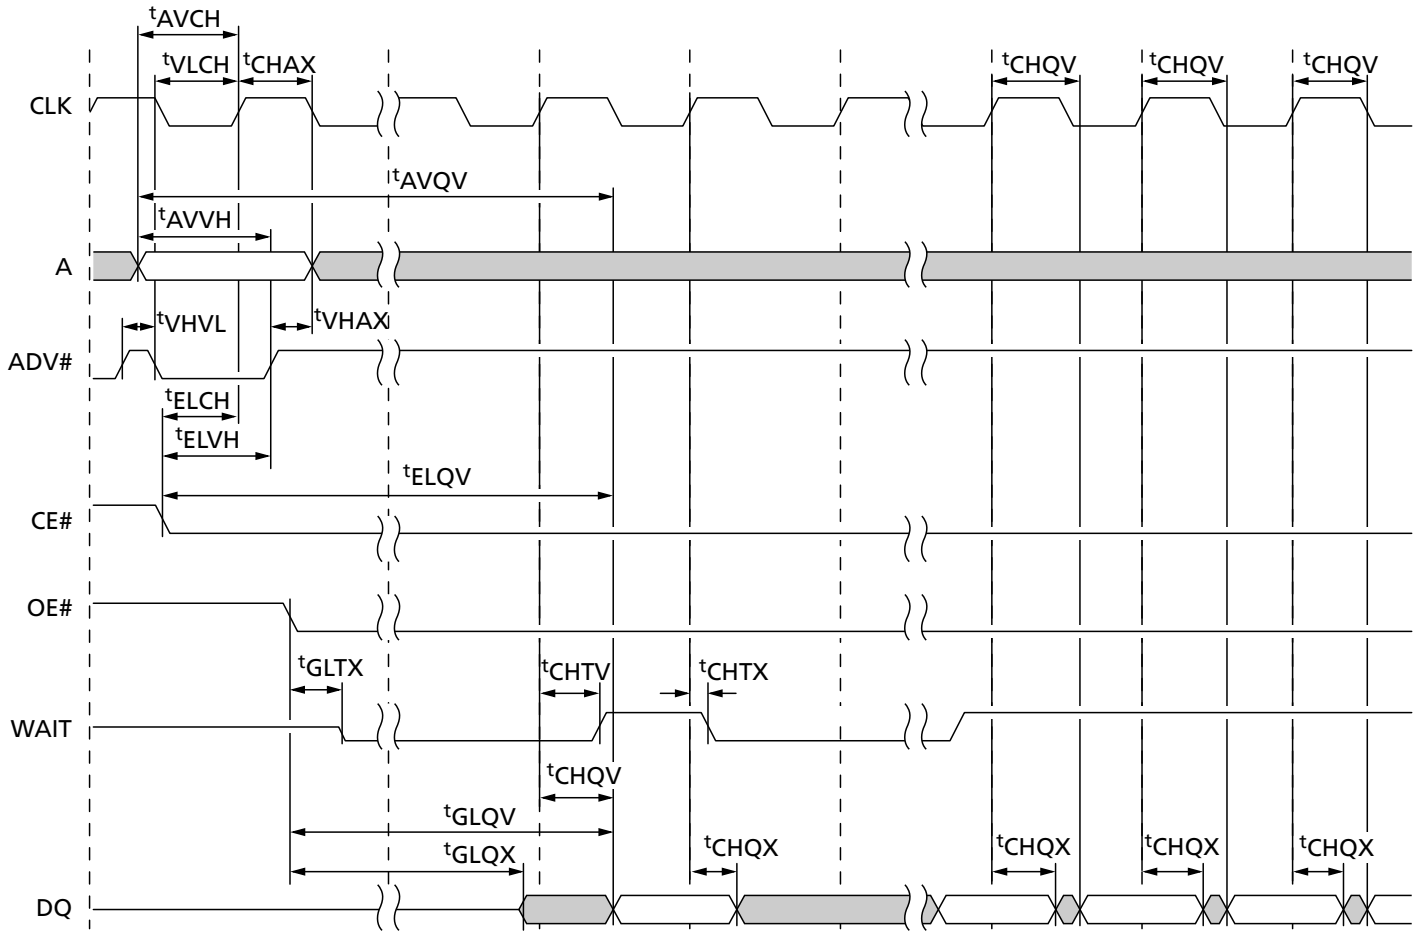 tAVCH
tVLCH tCHAX tCHQV tCHQV tCHQV
CLK
tAVQV
tAVVH
A
tVHVL tVHAX
ADV#
tELCH
tELVH
tELQV
CE#
OE#
tGLTX tCHTV tCHTX
WAIT
tCHQV
tGLQV
tGLQX tCHQX tCHQX tCHQX tCHQX
DQ